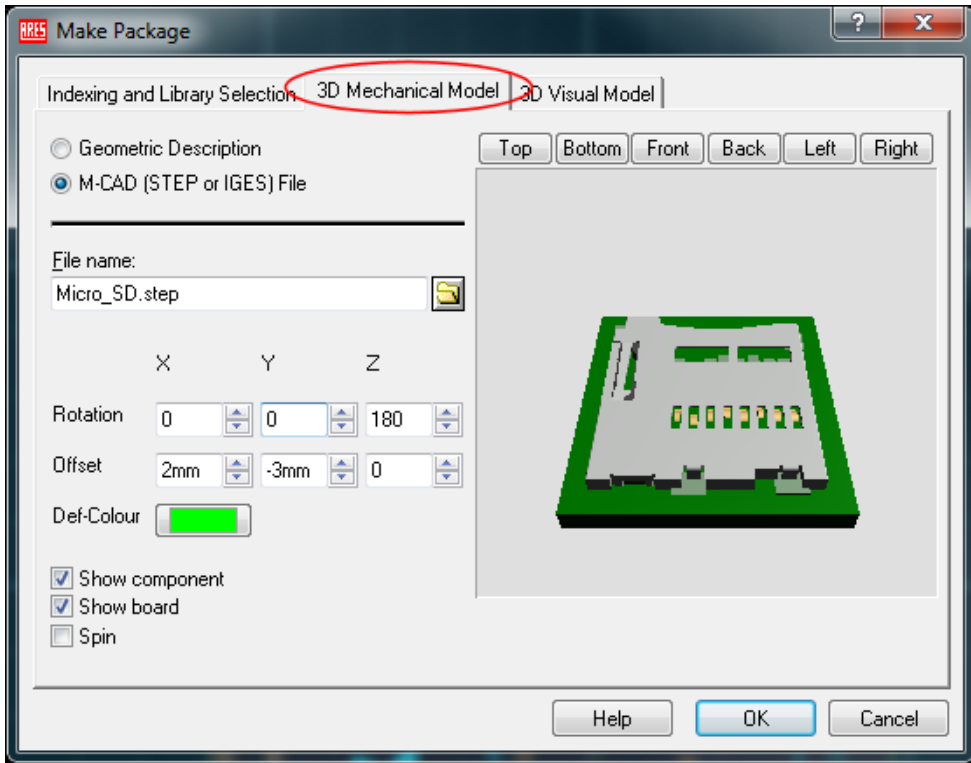 ARES Make Package ? X
Indexing and Library Selection 3D Mechanical Model 3D Visual Model
Geometric Description
M-CAD (STEP or IGES) File
Top Bottom Front Back Left Right
File name:
Micro_SD.step
X Y Z
Rotation 0 0 180
Offset 2mm -3mm 0
Def-Colour
Show component
Show board
Spin
Help OK Cancel